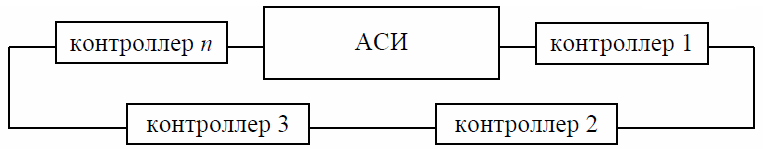 контроллер n
АСИ
контроллер 1
контроллер 3
контроллер 2